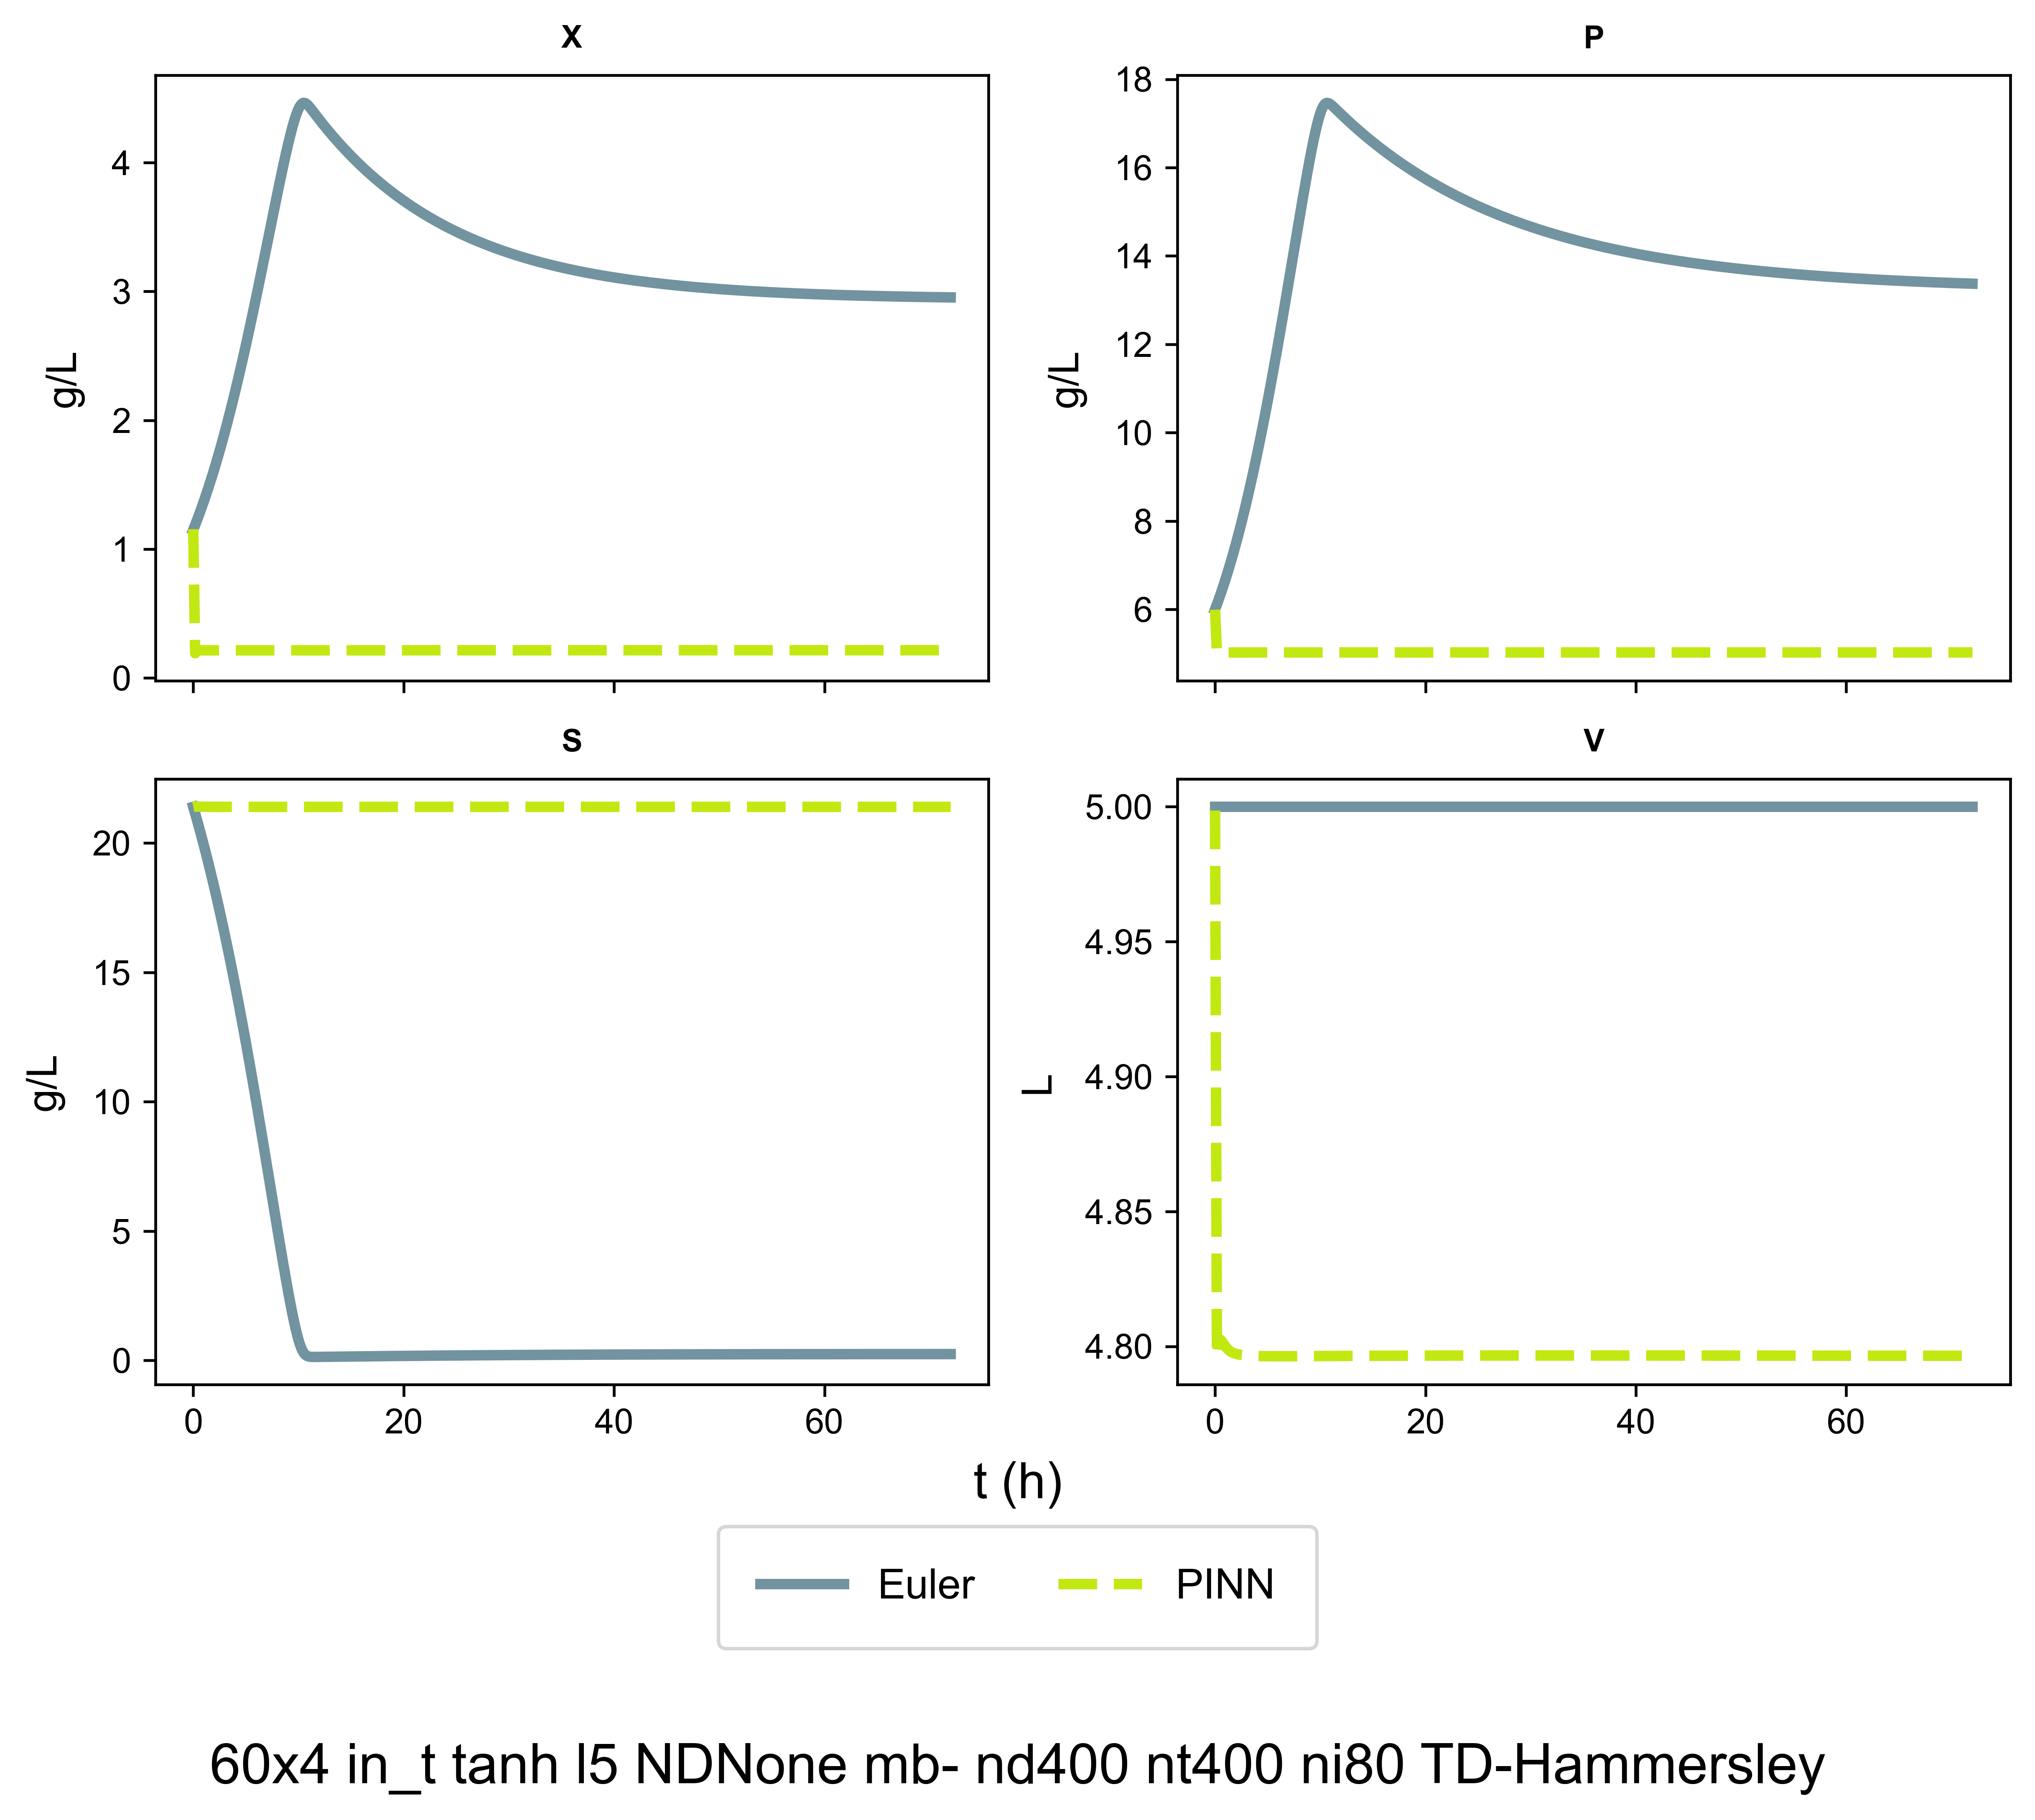 X
4
3
2
1
0
g/L
P
18
16
14
12
10
8
6
g/L
S
20
15
10
5
0
g/L
0 20 40 60
V
5.00
4.95
4.90
4.85
4.80
L
0 20 40 60
t (h)
Euler PINN
60x4 in_t tanh l5 NDNone mb- nd400 nt400 ni80 TD-Hammersley